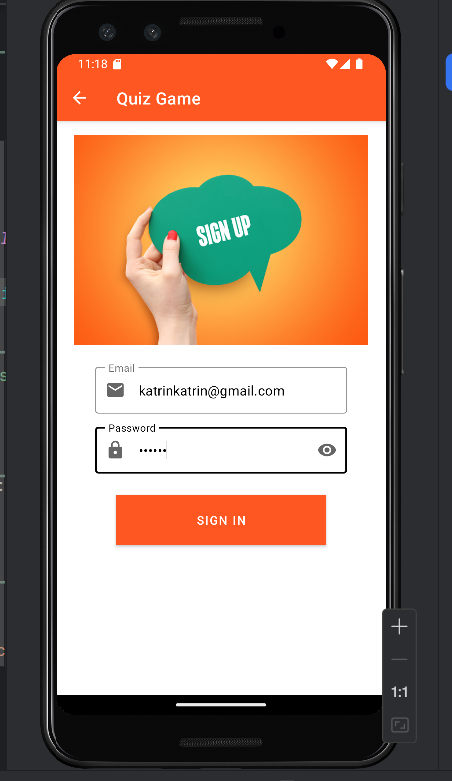 11:18
Quiz Game
SIGN UP
Email
katrinkatrin@gmail.com
Password
••••••
SIGN IN
1:1